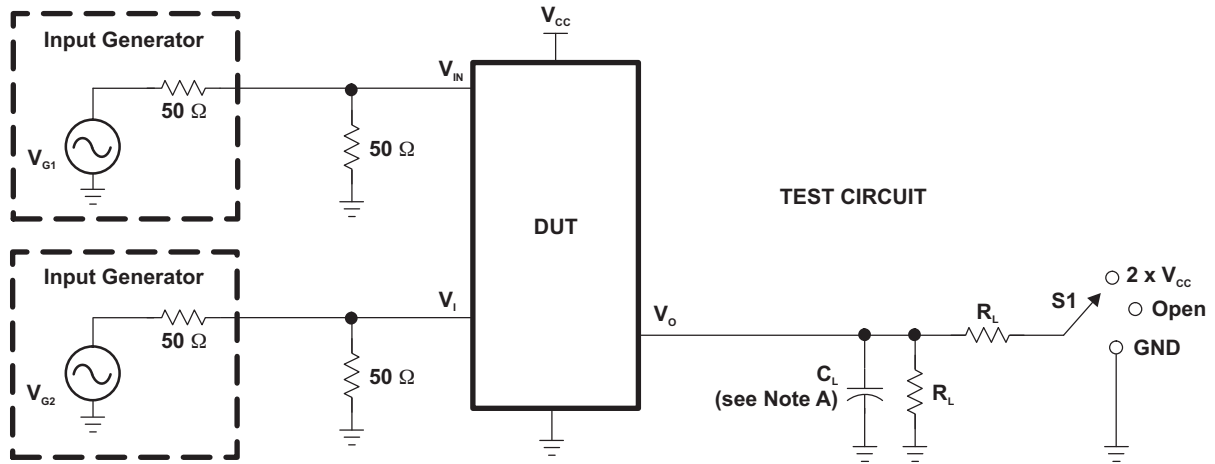 Input Generator
V_CC
V_IN
50 Ω
50 Ω
V_G1
DUT
TEST CIRCUIT
Input Generator
V_I
50 Ω
50 Ω
V_G2
V_O
R_L
S1
2 x V_CC
Open
GND
C_L
(see Note A)
R_L